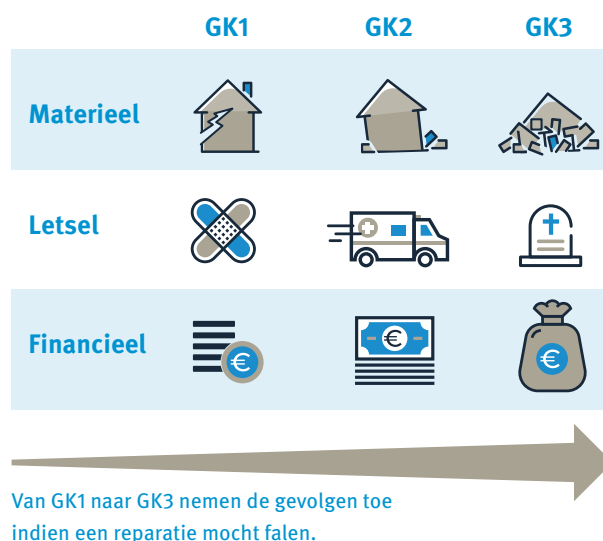 GK1 GK2 GK3
Materieel
Letsel
Financieel
€ € €
Van GK1 naar GK3 nemen de gevolgen toe
indien een reparatie mocht falen.